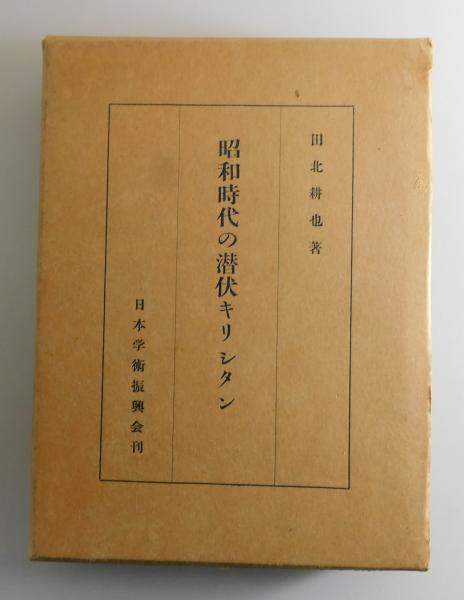 田北耕也著
昭和時代の潜伏キリシタン
日本学術振興会刊